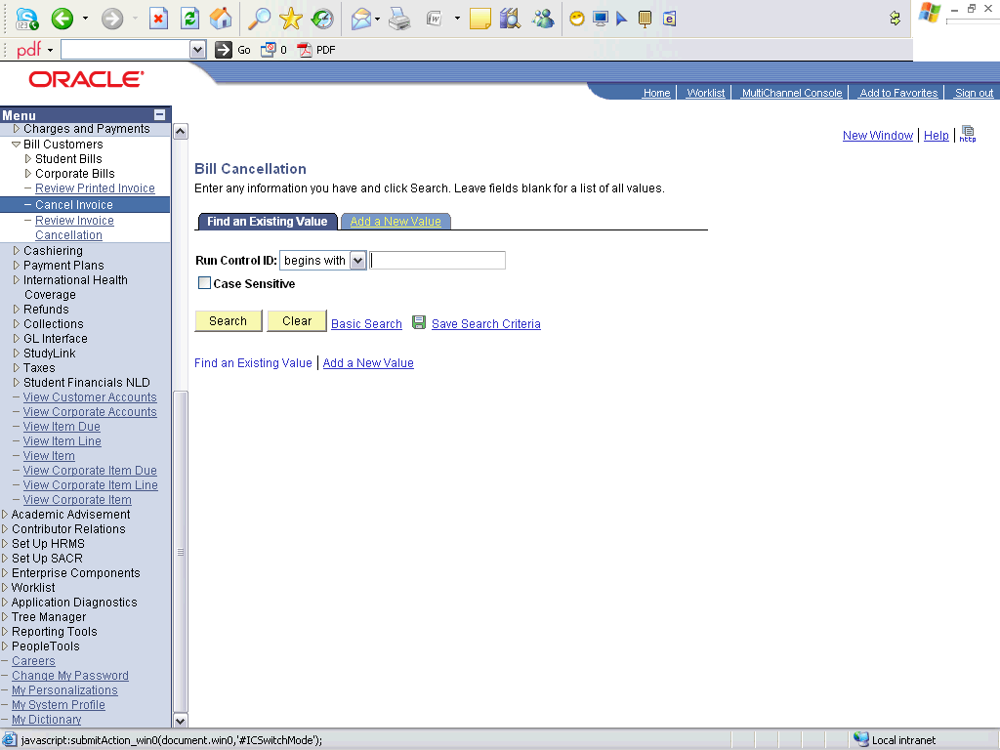 pdf
Go
0
PDF
ORACLE
Home
Worklist
MultiChannel Console
Add to Favorites
Sign out
Menu
Charges and Payments
Bill Customers
Student Bills
Corporate Bills
Review Printed Invoice
Cancel Invoice
Review Invoice
Cancellation
Cashiering
Payment Plans
International Health
Coverage
Refunds
Collections
GL Interface
StudyLink
Taxes
Student Financials NLD
View Customer Accounts
View Corporate Accounts
View Item Due
View Item Line
View Item
View Corporate Item Due
View Corporate Item Line
View Corporate Item
Academic Advisement
Contributor Relations
Set Up HRMS
Set Up SACR
Enterprise Components
Worklist
Application Diagnostics
Tree Manager
Reporting Tools
PeopleTools
Careers
Change My Password
My Personalizations
My System Profile
My Dictionary
New Window | Help |
http
Bill Cancellation
Enter any information you have and click Search. Leave fields blank for a list of all values.
Find an Existing Value
Add a New Value
Run Control ID: begins with
Case Sensitive
Search Clear Basic Search Save Search Criteria
Find an Existing Value | Add a New Value
javascript:submitAction_win0(document.win0,'#ICSwitchMode');
Local intranet